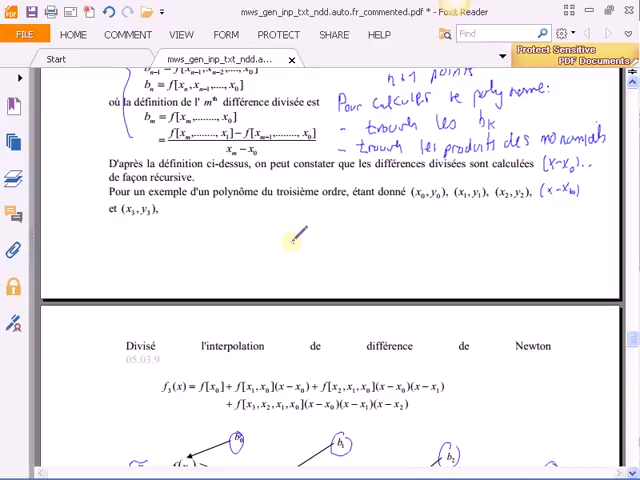 mws_gen_inp_txt_ndd.auto.fr_commented.pdf * - Foxit Reader
FILE HOME COMMENT VIEW FORM PROTECT SHARE HELP Find
Start mws_gen_inp_txt_ndd.auto.fr_c...
Protect Sensitive
PDF Documents
n+1 points
b_n = f[x_n, x_{n-1},..., x_0]
où la définition de l' m^th différence divisée est
b_m = f[x_m,........, x_0]
= (f[x_m,........, x_1] − f[x_{m-1},........, x_0]) / (x_m − x_0)
Pour calculer le polynome:
- trouver les b_k
- trouver les produits des monomials
(x-x_0)...
(x-x_k)
D'après la définition ci-dessus, on peut constater que les différences divisées sont calculées
de façon récursive.
Pour un exemple d'un polynôme du troisième ordre, étant donné (x_0, y_0), (x_1, y_1), (x_2, y_2),
et (x_3, y_3),
Divisé l'interpolation de différence de Newton
05.03.9
f_3(x) = f[x_0] + f[x_1, x_0](x − x_0) + f[x_2, x_1, x_0](x − x_0)(x − x_1)
+ f[x_3, x_2, x_1, x_0](x − x_0)(x − x_1)(x − x_2)
b_0 b_1 b_2